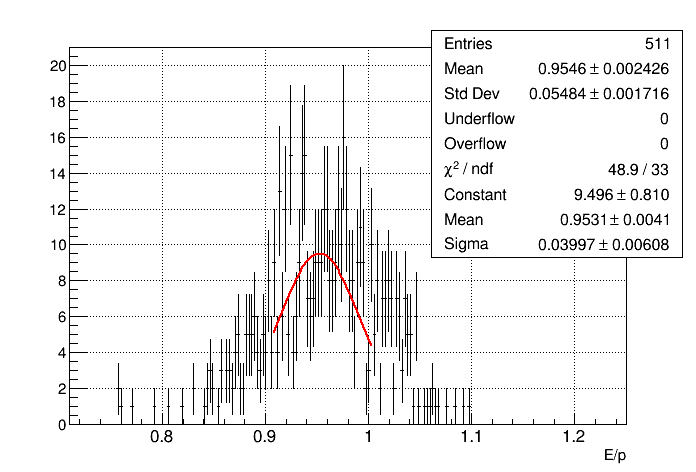 Entries 511
Mean 0.9546 ± 0.002426
Std Dev 0.05484 ± 0.001716
Underflow 0
Overflow 0
χ² / ndf 48.9 / 33
Constant 9.496 ± 0.810
Mean 0.9531 ± 0.0041
Sigma 0.03997 ± 0.00608
20
18
16
14
12
10
8
6
4
2
0
0.8 0.9 1 1.1 1.2
E/p